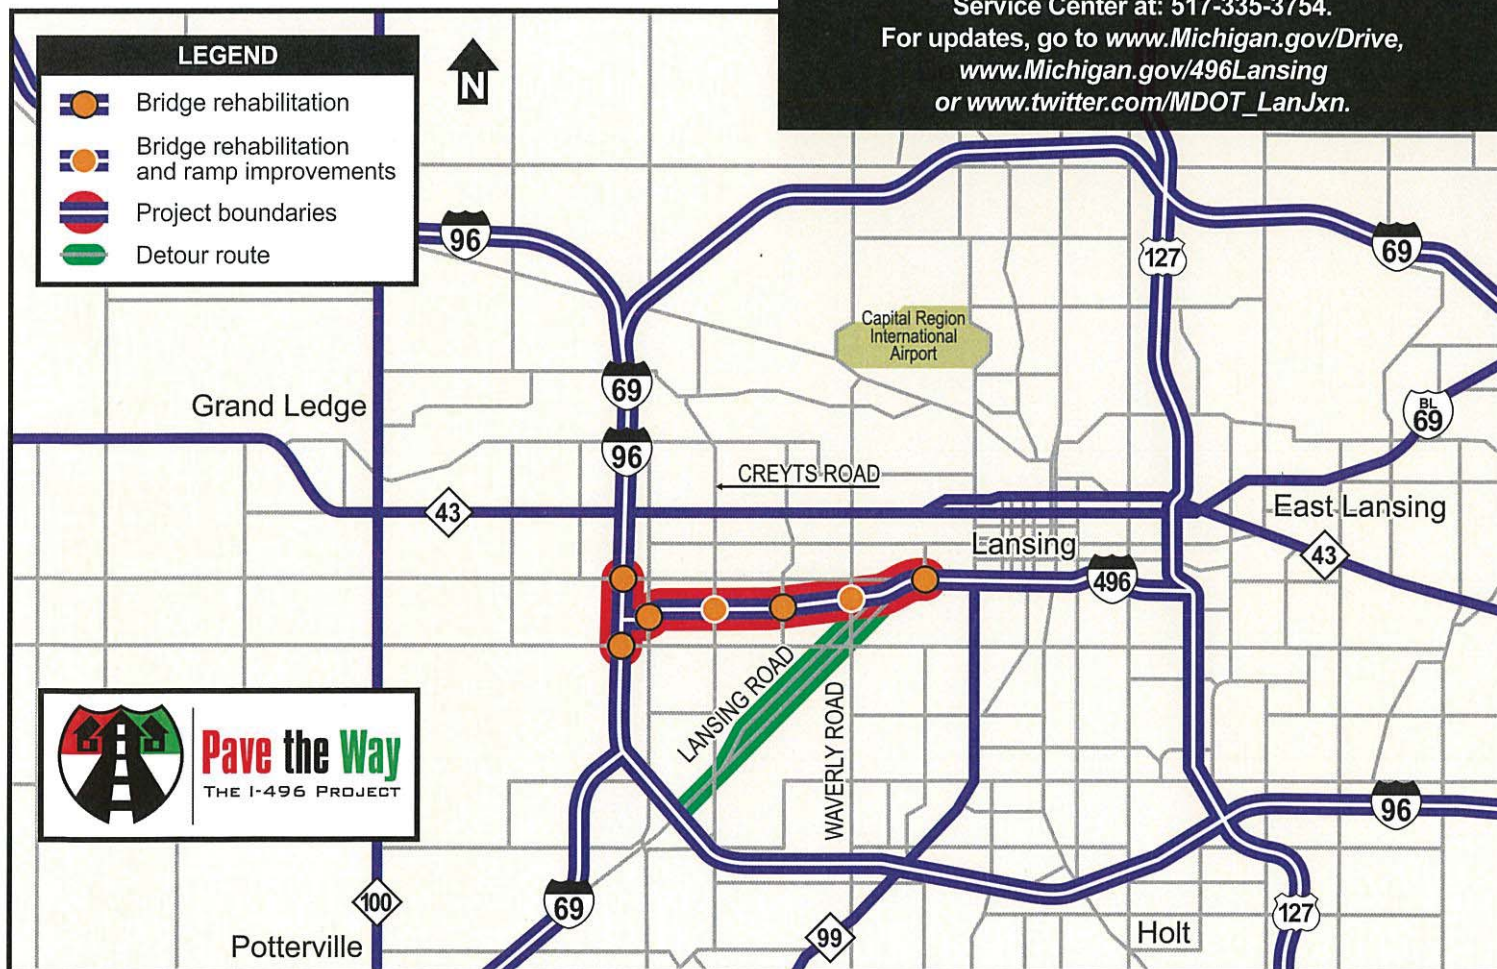 Service Center at: 517-335-3754.
For updates, go to www.Michigan.gov/Drive,
www.Michigan.gov/496Lansing
or www.twitter.com/MDOT_LanJxn.
LEGEND
Bridge rehabilitation
Bridge rehabilitation
and ramp improvements
Project boundaries
Detour route
N
96
127
69
Capital Region
International
Airport
69
Grand Ledge
BL
69
96
CREYTS ROAD
43
East Lansing
Lansing
43
496
LANSING ROAD
WAVERLY ROAD
Pave the Way
THE I-496 PROJECT
96
100
69
127
99
Potterville
Holt